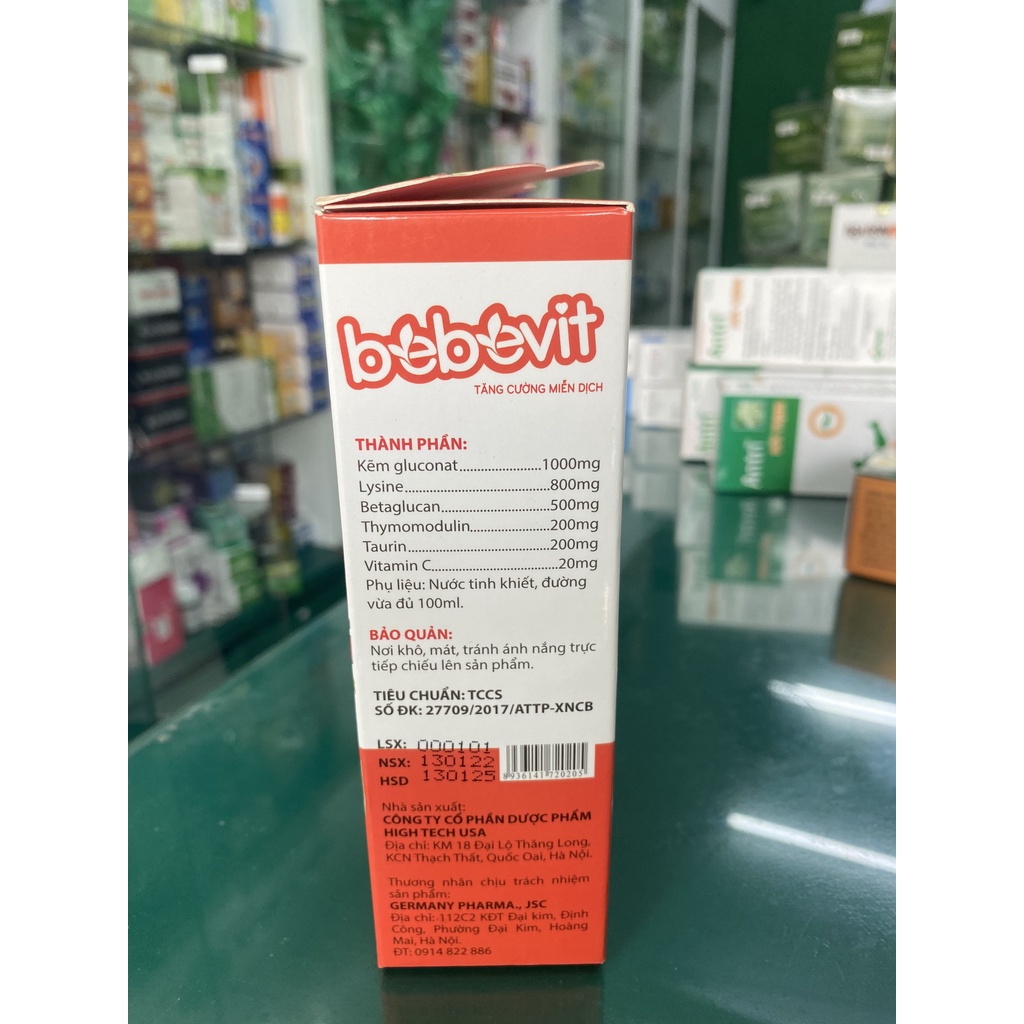 bebevit
TĂNG CƯỜNG MIỄN DỊCH
THÀNH PHẦN:
Kẽm gluconat......................1000mg
Lysine.......................................800mg
Betaglucan.............................500mg
Thymomodulin.....................200mg
Taurin......................................200mg
Vitamin C..................................20mg
Phụ liệu: Nước tinh khiết, đường
vừa đủ 100ml.
BẢO QUẢN:
Nơi khô, mát, tránh ánh nắng trực
tiếp chiếu lên sản phẩm.
TIÊU CHUẨN: TCCS
SỐ ĐK: 27709/2017/ATTP-XNCB
LSX: 000101
NSX: 130122
HSD 130125
8936141720205
Nhà sản xuất:
CÔNG TY CỔ PHẦN DƯỢC PHẨM
HIGH TECH USA
Địa chỉ: KM 18 Đại Lộ Thăng Long,
KCN Thạch Thất, Quốc Oai, Hà Nội.
Thương nhân chịu trách nhiệm
sản phẩm:
GERMANY PHARMA., JSC
Địa chỉ: 112C2 KĐT Đại kim, Định
Công, Phường Đại Kim, Hoàng
Mai, Hà Nội.
ĐT: 0914 822 886